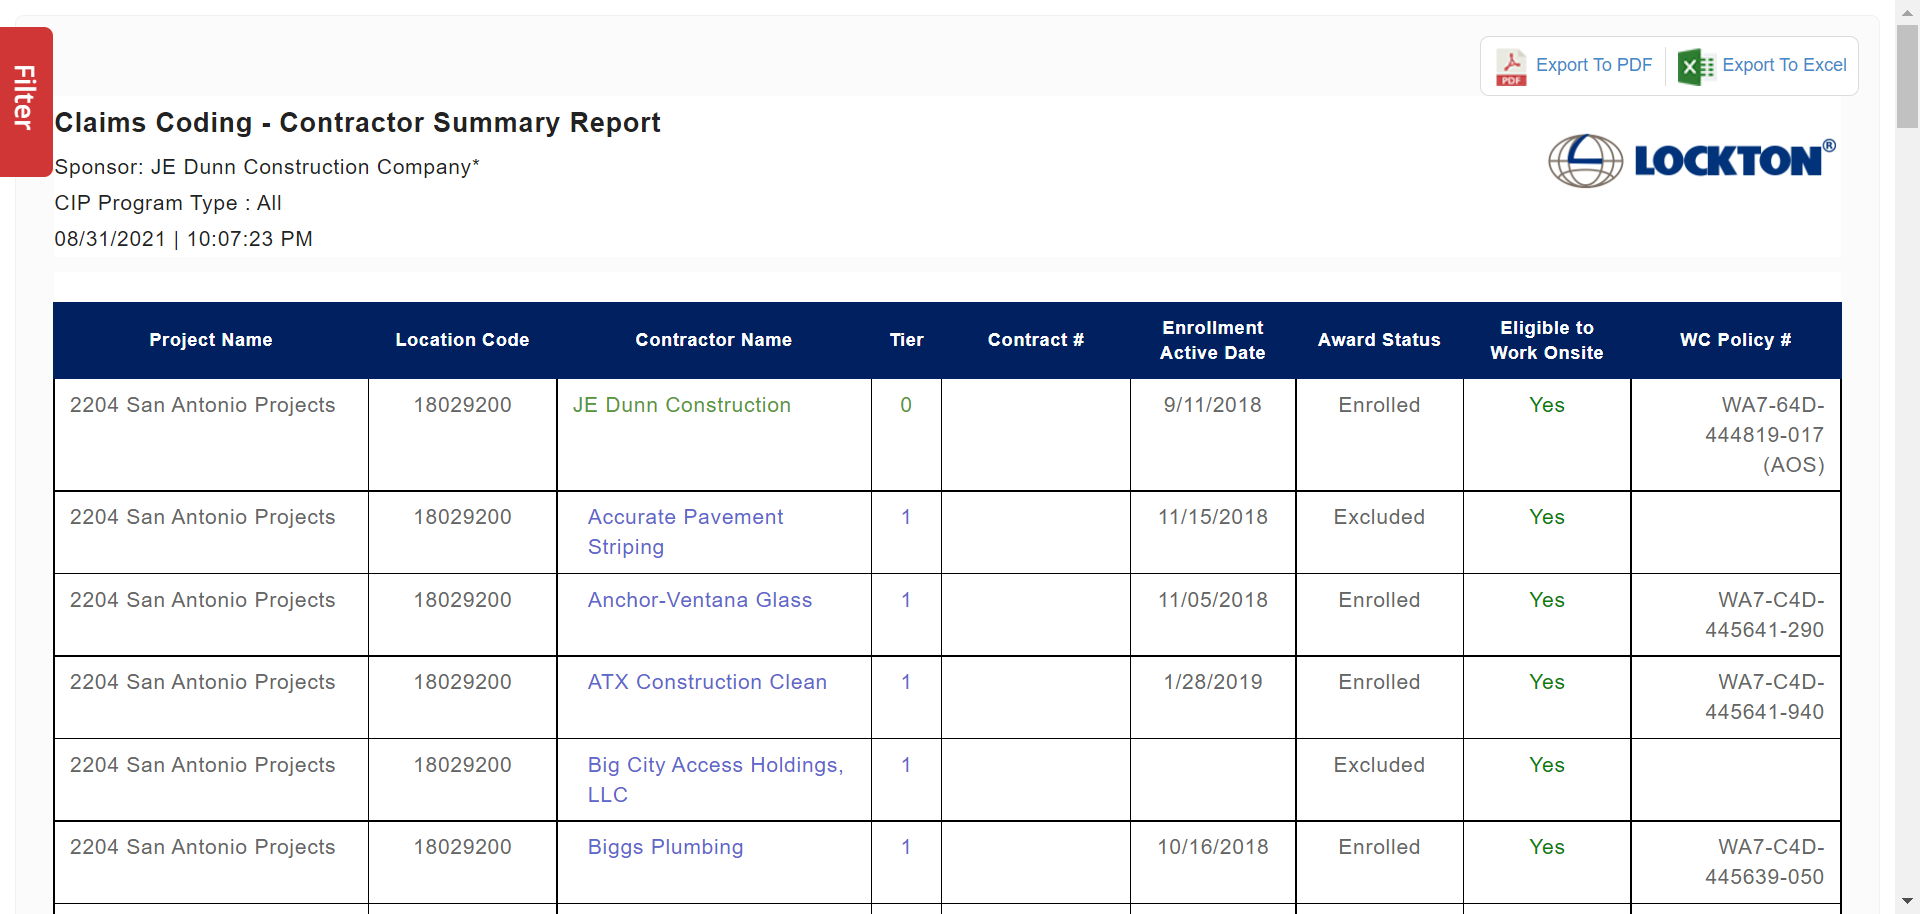 Filter
PDF
Export To PDF
Export To Excel
Claims Coding - Contractor Summary Report
Sponsor: JE Dunn Construction Company*
CIP Program Type : All
08/31/2021 | 10:07:23 PM
LOCKTON®
Project Name Location Code Contractor Name Tier Contract # Enrollment Active Date Award Status Eligible to Work Onsite WC Policy #
2204 San Antonio Projects 18029200 JE Dunn Construction 0 9/11/2018 Enrolled Yes WA7-64D-
444819-017
(AOS)
2204 San Antonio Projects 18029200 Accurate Pavement 1 11/15/2018 Excluded Yes
Striping
2204 San Antonio Projects 18029200 Anchor-Ventana Glass 1 11/05/2018 Enrolled Yes WA7-C4D-
445641-290
2204 San Antonio Projects 18029200 ATX Construction Clean 1 1/28/2019 Enrolled Yes WA7-C4D-
445641-940
2204 San Antonio Projects 18029200 Big City Access Holdings, 1 Excluded Yes
LLC
2204 San Antonio Projects 18029200 Biggs Plumbing 1 10/16/2018 Enrolled Yes WA7-C4D-
445639-050